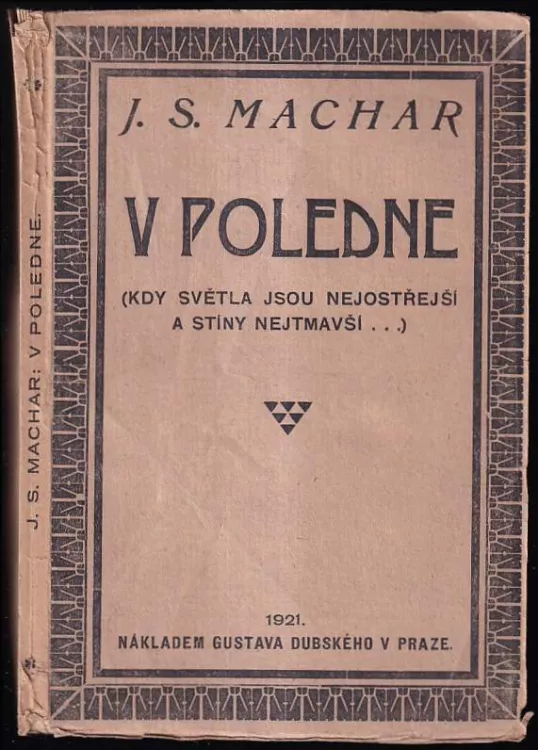 J. S. MACHAR
V POLEDNE
(KDY SVĚTLA JSOU NEJOSTŘEJŠÍ
A STÍNY NEJTMAVŠÍ . . .)
1921.
NÁKLADEM GUSTAVA DUBSKÉHO V PRAZE.
J. S. MACHAR: V POLEDNE.